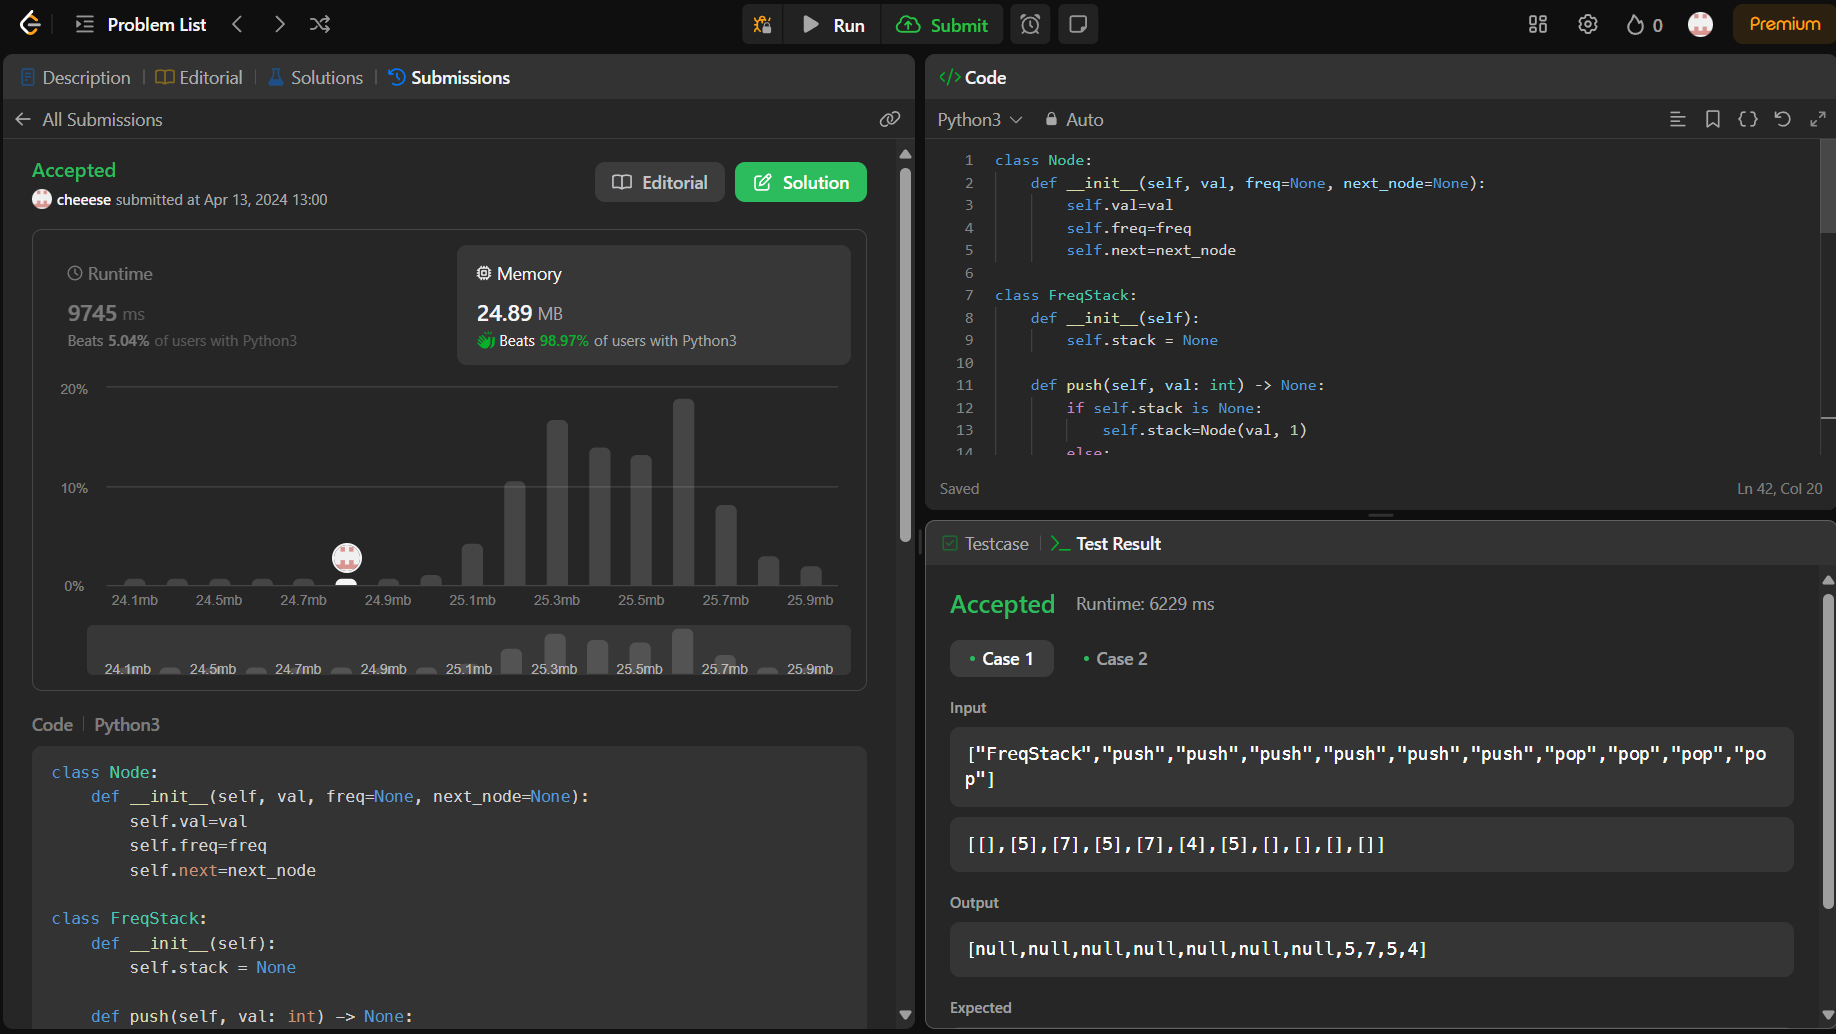 Problem List
Run
Submit
0
Premium
Description
Editorial
Solutions
Submissions
All Submissions
Accepted
cheeese submitted at Apr 13, 2024 13:00
Editorial
Solution
Runtime
9745 ms
Beats 5.04% of users with Python3
Memory
24.89 MB
Beats 98.97% of users with Python3
20%
10%
0%
24.1mb 24.5mb 24.7mb 24.9mb 25.1mb 25.3mb 25.5mb 25.7mb 25.9mb
24.1mb 24.5mb 24.7mb 24.9mb 25.1mb 25.3mb 25.5mb 25.7mb 25.9mb
Code Python3
class Node:
    def __init__(self, val, freq=None, next_node=None):
        self.val=val
        self.freq=freq
        self.next=next_node
class FreqStack:
    def __init__(self):
        self.stack = None
    def push(self, val: int) -> None:
</> Code
Python3 Auto
1 class Node:
2     def __init__(self, val, freq=None, next_node=None):
3         self.val=val
4         self.freq=freq
5         self.next=next_node
6
7 class FreqStack:
8     def __init__(self):
9         self.stack = None
10
11     def push(self, val: int) -> None:
12         if self.stack is None:
13             self.stack=Node(val, 1)
14         else:
Saved Ln 42, Col 20
Testcase
Test Result
Accepted Runtime: 6229 ms
Case 1
Case 2
Input
["FreqStack","push","push","push","push","push","push","pop","pop","pop","po
p"]
[[],[5],[7],[5],[7],[4],[5],[],[],[],[]]
Output
[null,null,null,null,null,null,null,5,7,5,4]
Expected